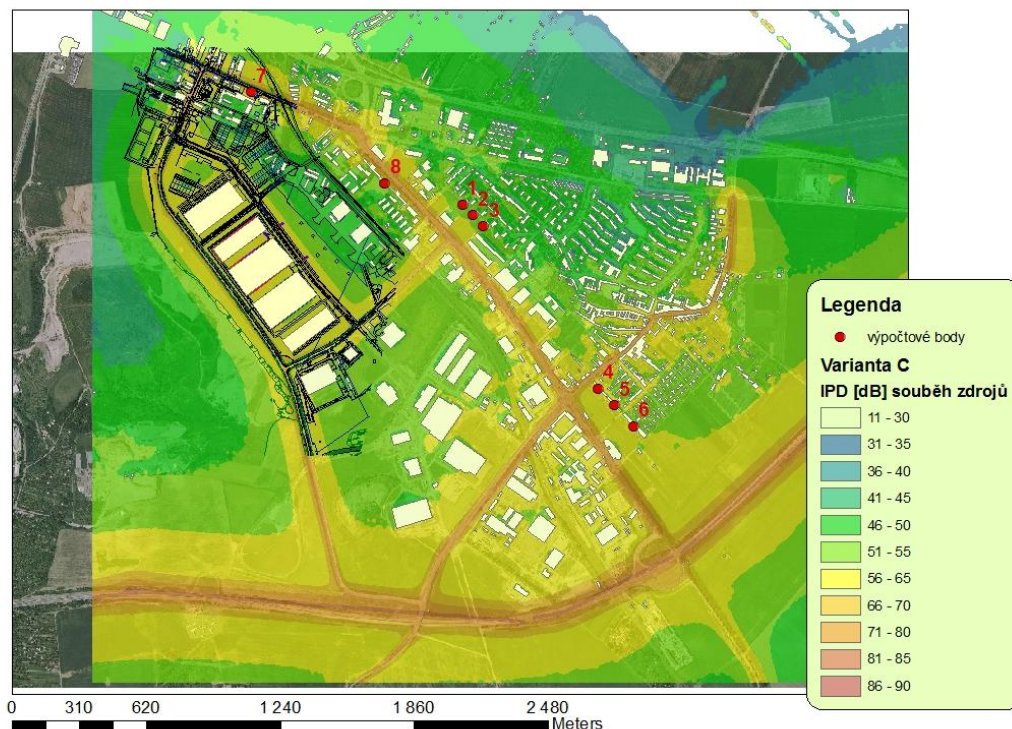 7
8
1
2
3
4
5
6
Legenda
výpočtové body
Varianta C
IPD [dB] souběh zdrojů
11 - 30
31 - 35
36 - 40
41 - 45
46 - 50
51 - 55
56 - 65
66 - 70
71 - 80
81 - 85
86 - 90
0 310 620 1 240 1 860 2 480
Meters